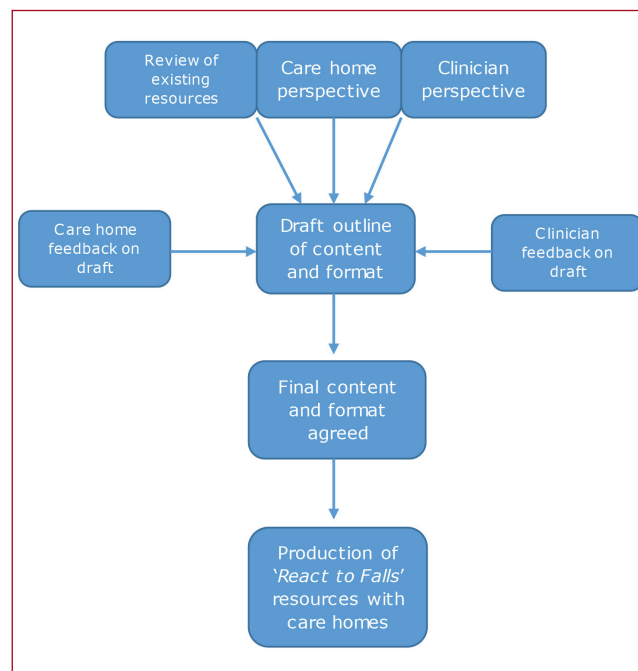 Review of
existing
resources
Care home
perspective
Clinician
perspective
Care home
feedback on
draft
Draft outline
of content
and format
Clinician
feedback on
draft
Final content
and format
agreed
Production of
‘React to Falls’
resources with
care homes